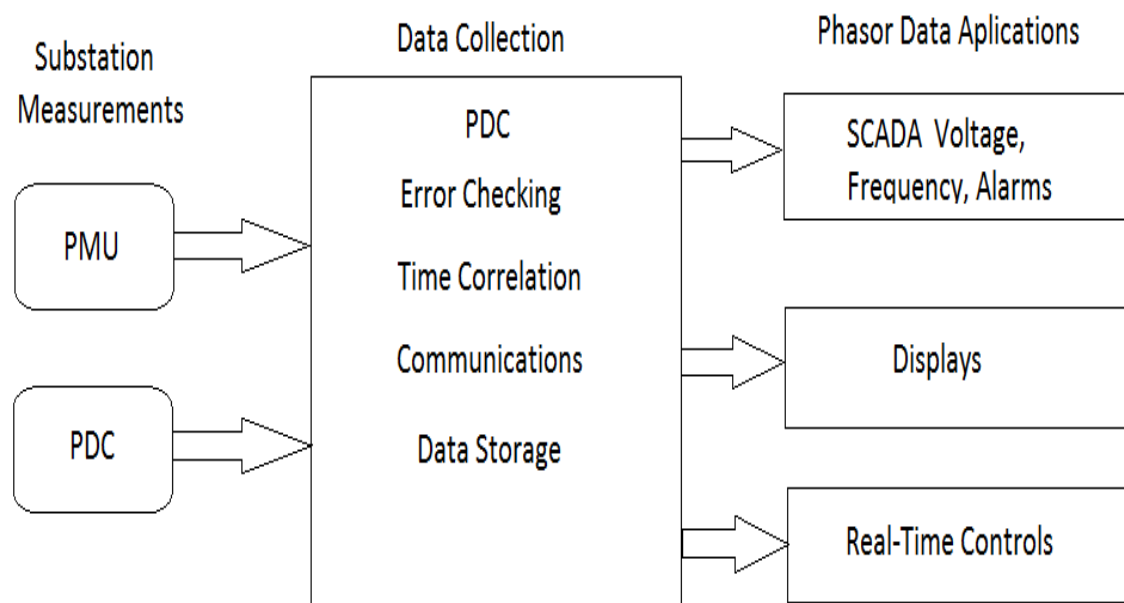 Substation
Measurements
PMU
PDC
Data Collection
PDC
Error Checking
Time Correlation
Communications
Data Storage
Phasor Data Aplications
SCADA Voltage,
Frequency, Alarms
Displays
Real-Time Controls